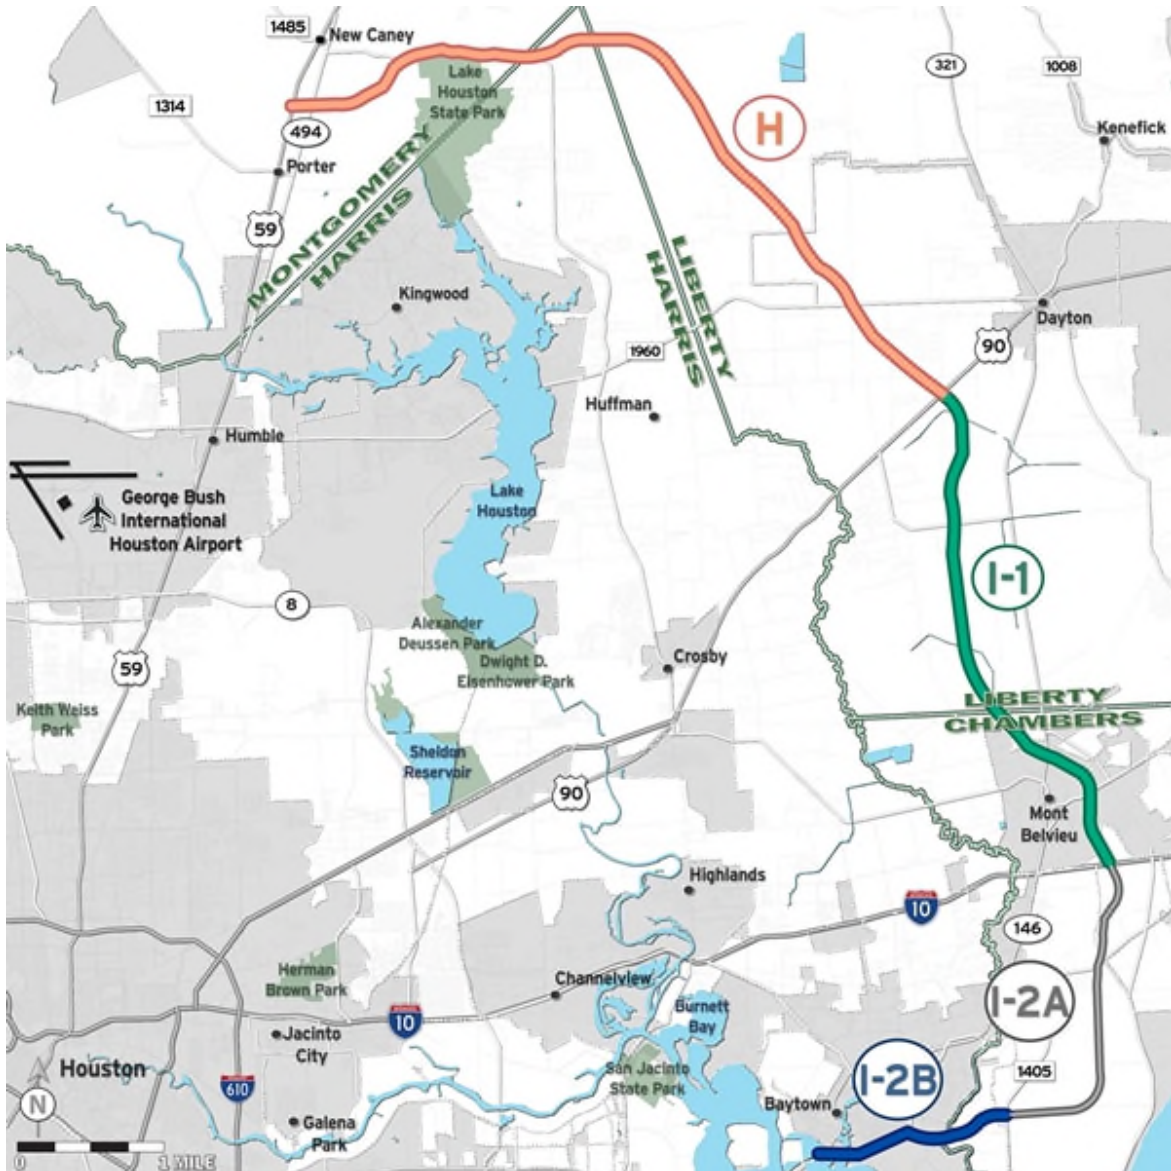 1485
New Caney
321
1008
Lake
Houston
State Park
1314
H
494
Kenefick
Porter
59
MONTGOMERY
HARRIS
LIBERTY
HARRIS
Kingwood
Dayton
90
1960
Huffman
Humble
George Bush
International
Houston Airport
Lake
Houston
I-1
8
Alexander
Deussen Park
Dwight D.
Eisenhower Park
Crosby
59
Keith Weiss
Park
LIBERTY
CHAMBERS
Sheldon
Reservoir
90
Mont
Belvieu
Highlands
10
146
Herman
Brown Park
Channelview
I-2A
Burnett
Bay
10
Jacinto
City
Houston
610
San Jacinto
State Park
I-2B
1405
N
Baytown
Galena
Park
0
1 MILE